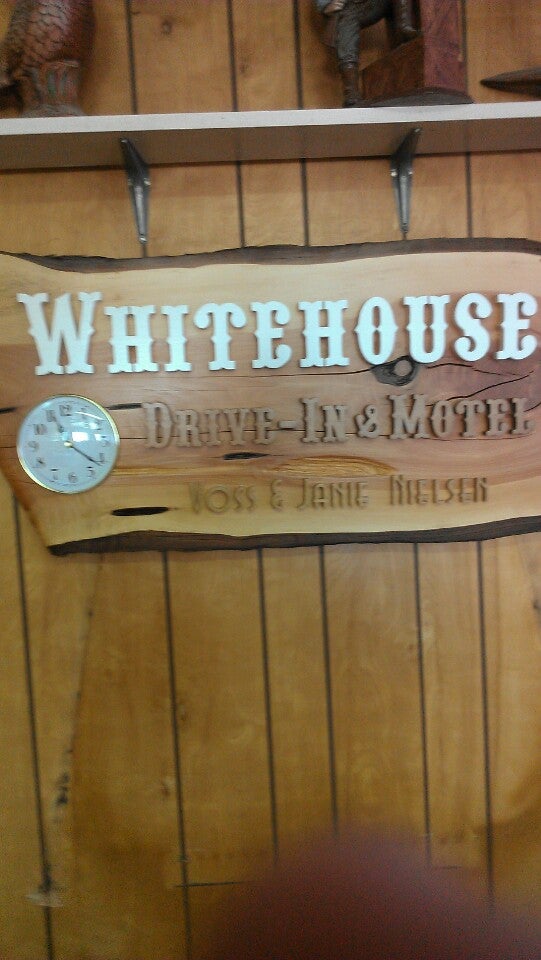 WHITEHOUSE
DRIVE-IN & MOTEL
VOSS & JANIE NIELSEN